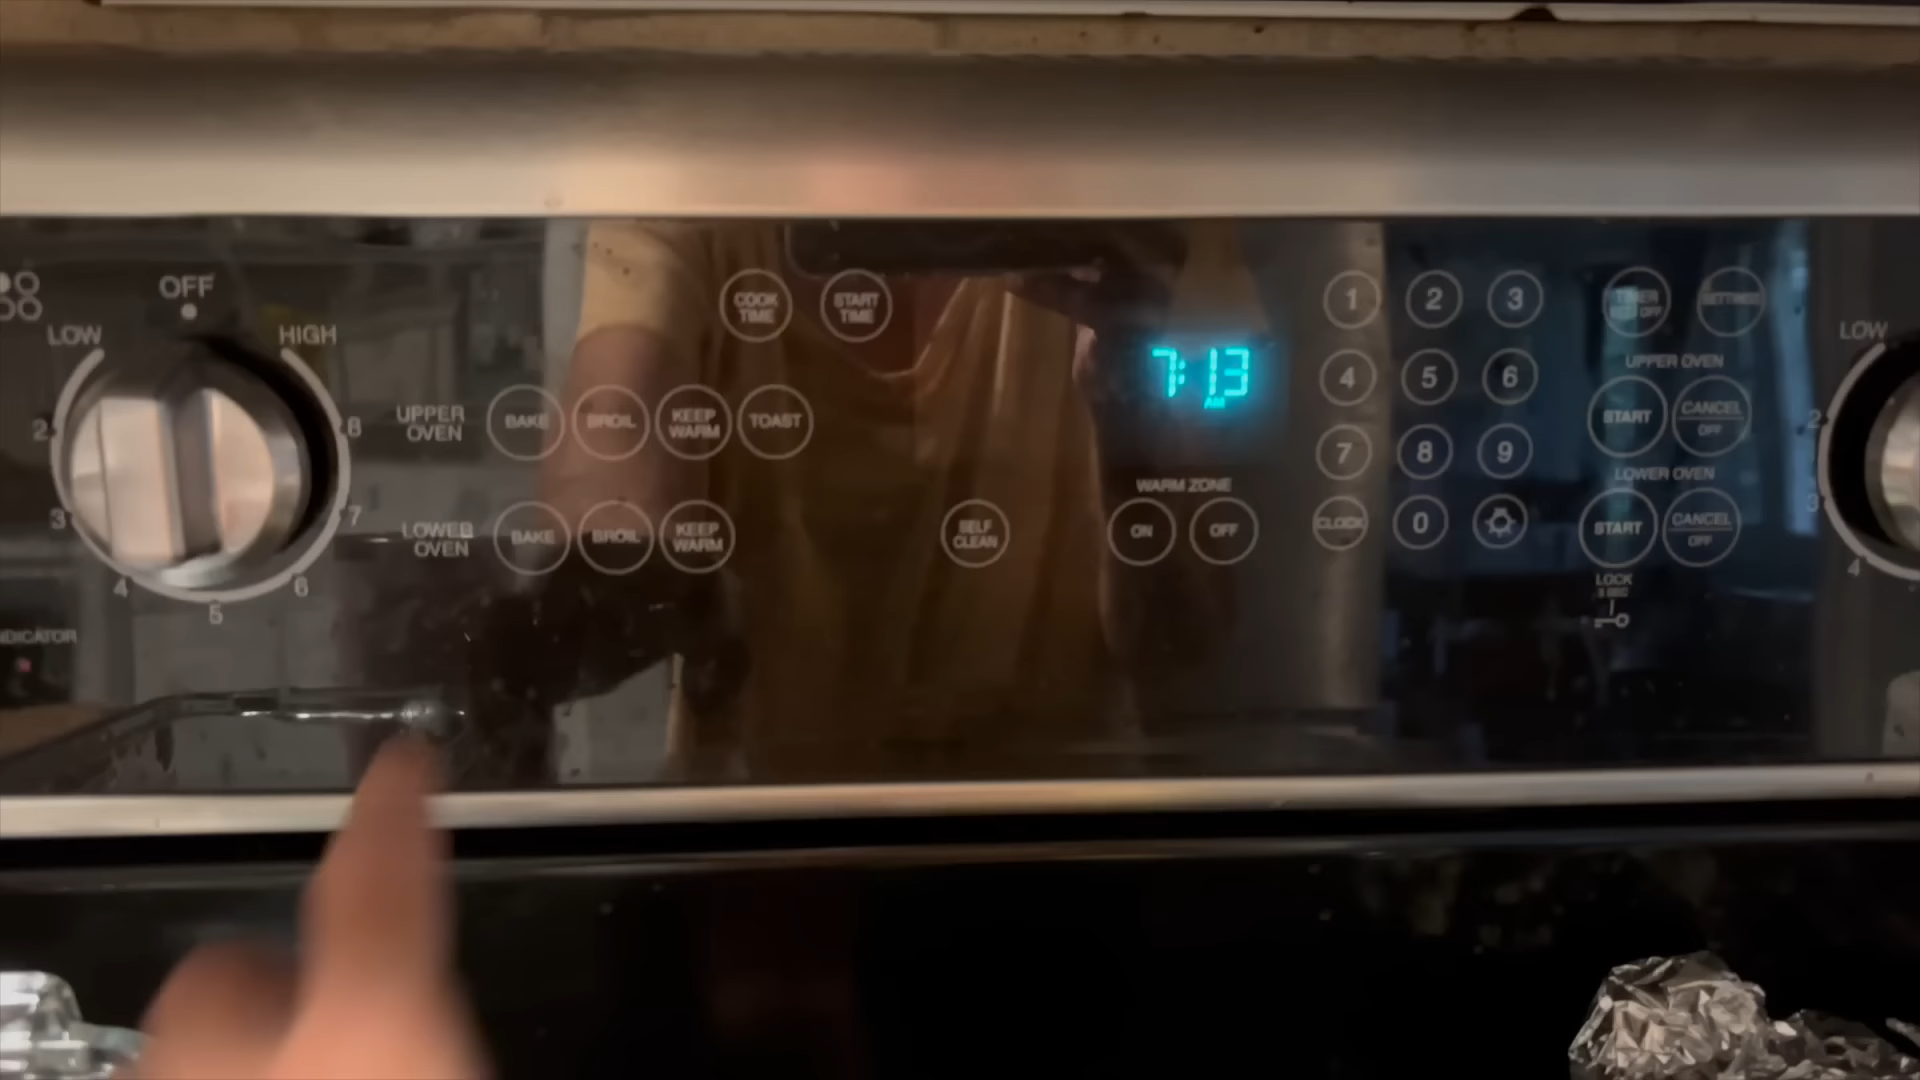 OFF
LOW
HIGH
2
8
3
7
4
5
6
INDICATOR
COOK TIME
START TIME
UPPER OVEN
BAKE
BROIL
KEEP WARM
TOAST
LOWER OVEN
BAKE
BROIL
KEEP WARM
SELF CLEAN
7:13
AM
WARM ZONE
ON
OFF
1
2
3
4
5
6
7
8
9
CLOCK
0
SETTINGS
UPPER OVEN
START
CANCEL
OFF
LOWER OVEN
START
CANCEL
OFF
LOCK
LOW
2
3
4